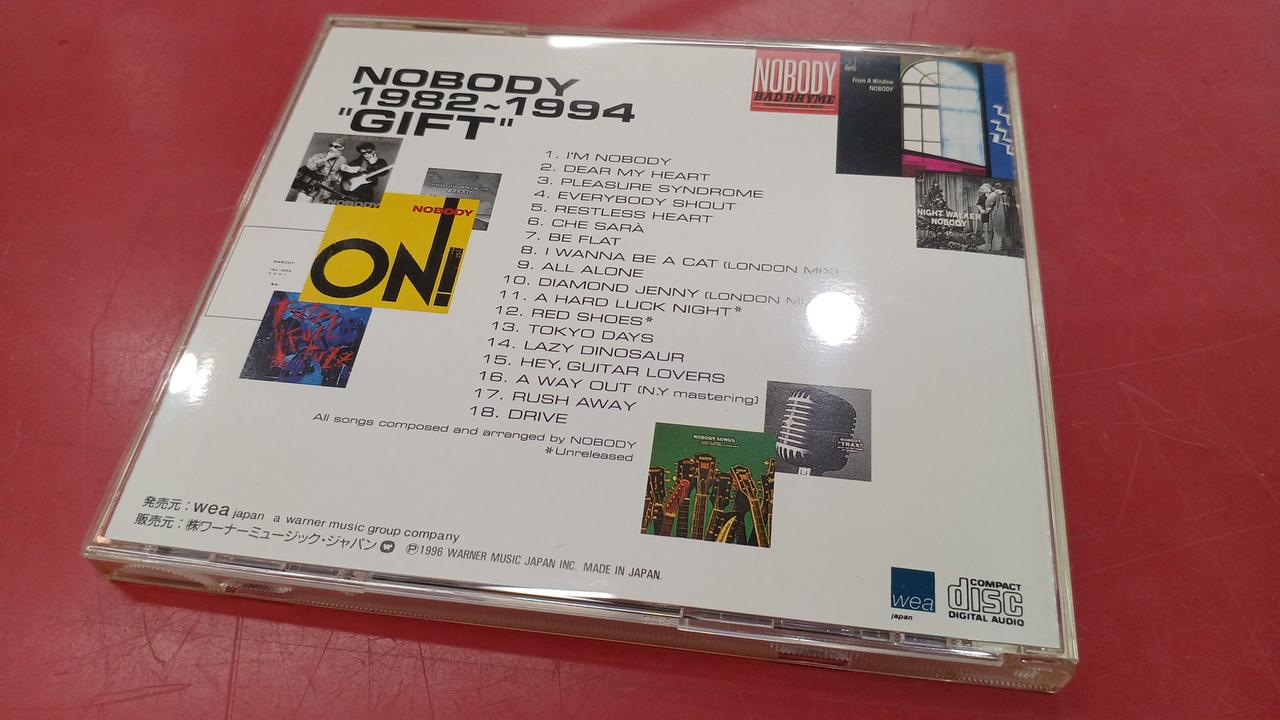 NOBODY
1982~1994
"GIFT"
1. I'M NOBODY
2. DEAR MY HEART
3. PLEASURE SYNDROME
4. EVERYBODY SHOUT
5. RESTLESS HEART
6. CHE SARÀ
7. BE FLAT
8. I WANNA BE A CAT (LONDON MIX)
9. ALL ALONE
10. DIAMOND JENNY (LONDON
11. A HARD LUCK NIGHT*
12. RED SHOES*
13. TOKYO DAYS
14. LAZY DINOSAUR
15. HEY, GUITAR LOVERS
16. A WAY OUT (N.Y mastering)
17. RUSH AWAY
18. DRIVE
All songs composed and arranged by NOBODY
*Unreleased
NOBODY
BAD RHYME
From A Window
NOBODY
NIGHT WALKER
NOBODY
NOBODY
NOBODY
NOBODY
ON!
NOBODY SONGS
NOBODY
"TRAX"
発売元：wea japan a warner music group company
販売元：㈱ワーナーミュージック・ジャパン
Ⓟ1996 WARNER MUSIC JAPAN INC. MADE IN JAPAN.
wea
japan
COMPACT
disc
DIGITAL AUDIO